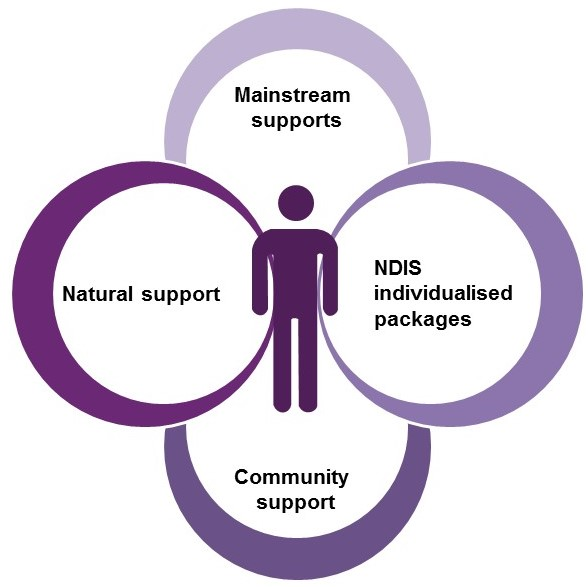 Mainstream
supports
Natural support
NDIS
individualised
packages
Community
support